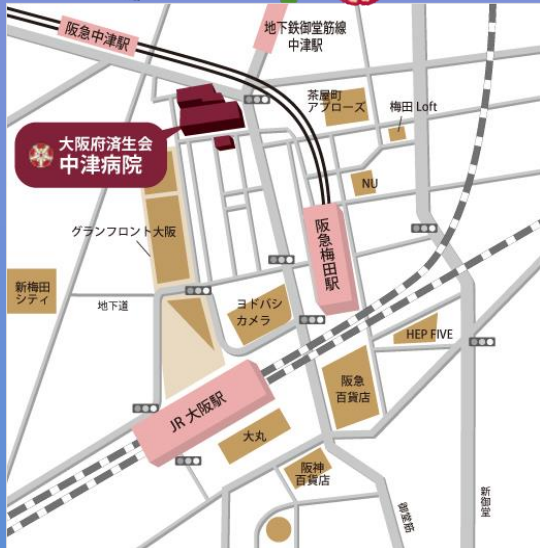 阪急中津駅
地下鉄御堂筋線
中津駅
茶屋町
アプローズ
梅田 Loft
大阪府済生会
中津病院
NU
グランフロント大阪
阪急梅田駅
新梅田
シティ
地下道
ヨドバシ
カメラ
HEP FIVE
阪急
百貨店
JR 大阪駅
大丸
阪神
百貨店
御堂筋
新御堂